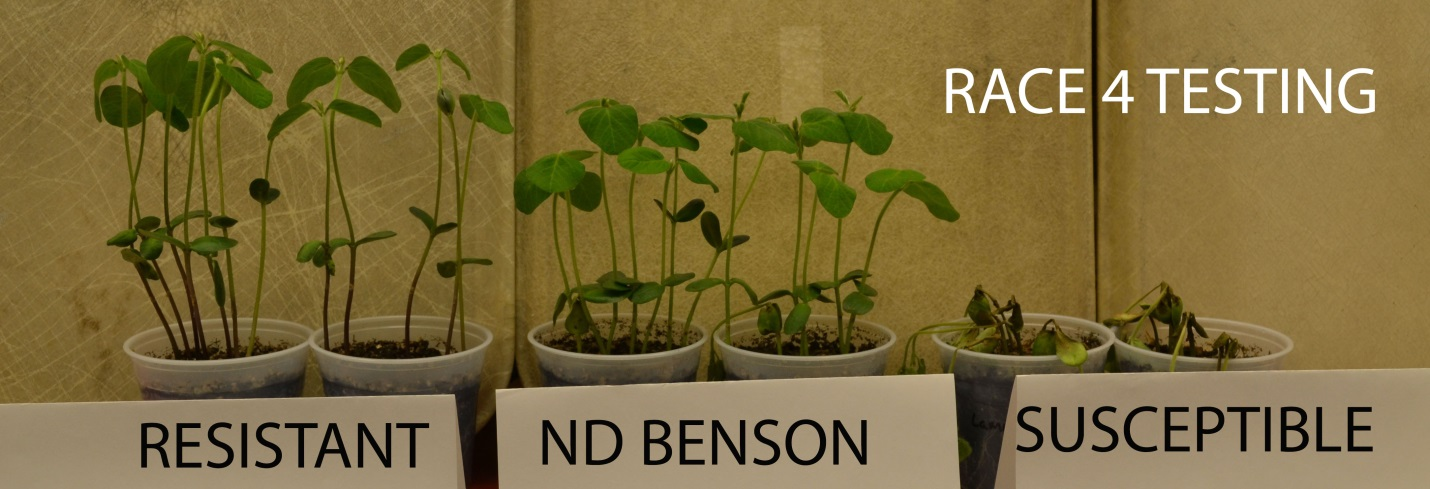 RACE 4 TESTING
RESISTANT
ND BENSON
SUSCEPTIBLE